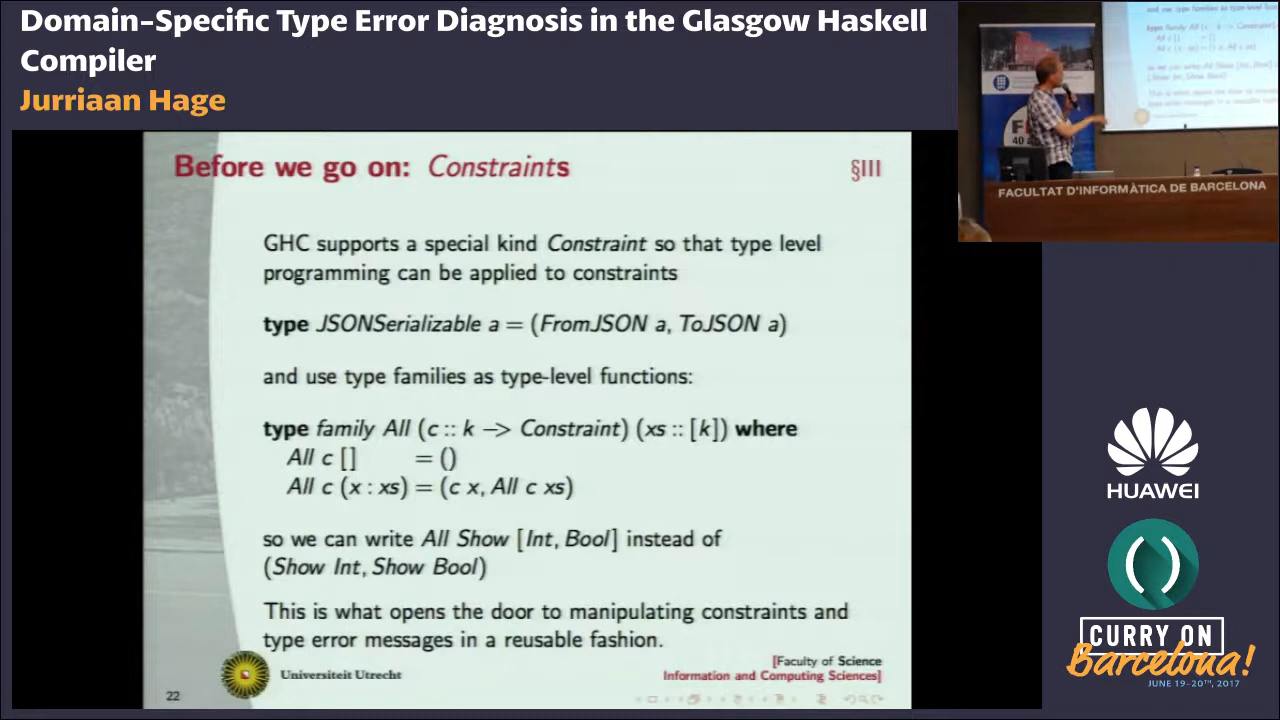 Domain-Specific Type Error Diagnosis in the Glasgow Haskell
Compiler
Jurriaan Hage
Before we go on: Constraints
§III
GHC supports a special kind Constraint so that type level
programming can be applied to constraints
type JSONSerializable a = (FromJSON a, ToJSON a)
and use type families as type-level functions:
type family All (c :: k -> Constraint) (xs :: [k]) where
All c [] = ()
All c (x : xs) = (c x, All c xs)
so we can write All Show [Int, Bool] instead of
(Show Int, Show Bool)
This is what opens the door to manipulating constraints and
type error messages in a reusable fashion.
Universiteit Utrecht
[Faculty of Science
Information and Computing Sciences]
22
FACULTAT D'INFORMÀTICA DE BARCELONA
HUAWEI
CURRY ON
Barcelona!
JUNE 19-20TH, 2017